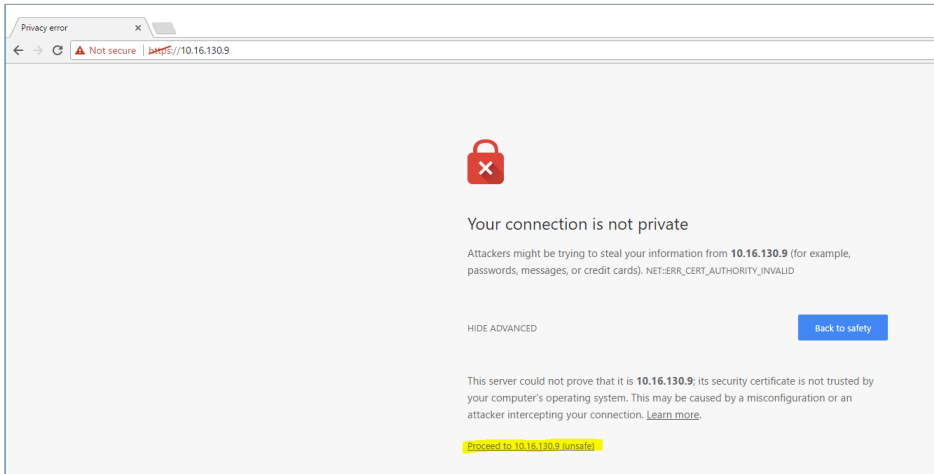 Privacy error
Not secure | https://10.16.130.9
Your connection is not private
Attackers might be trying to steal your information from 10.16.130.9 (for example,
passwords, messages, or credit cards). NET::ERR_CERT_AUTHORITY_INVALID
HIDE ADVANCED
Back to safety
This server could not prove that it is 10.16.130.9; its security certificate is not trusted by
your computer's operating system. This may be caused by a misconfiguration or an
attacker intercepting your connection. Learn more.
Proceed to 10.16.130.9 (unsafe)